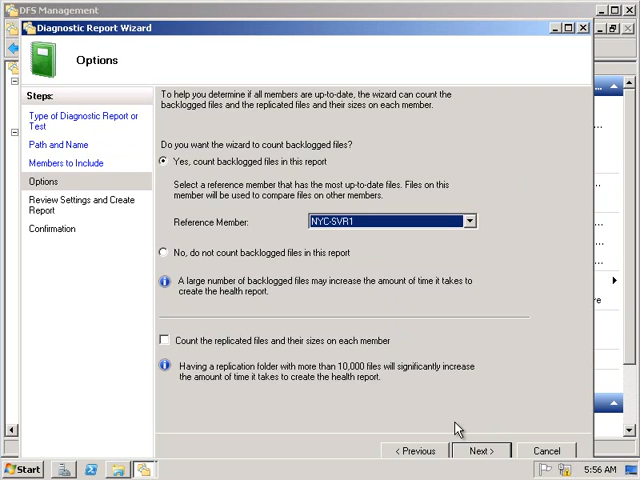 DFS Management
Diagnostic Report Wizard
Options
Steps:
Type of Diagnostic Report or
Test
Path and Name
Members to Include
Options
Review Settings and Create
Report
Confirmation
To help you determine if all members are up-to-date, the wizard can count the
backlogged files and the replicated files and their sizes on each member.
Do you want the wizard to count backlogged files?
Yes, count backlogged files in this report
Select a reference member that has the most up-to-date files. Files on this
member will be used to compare files on other members.
Reference Member:
NYC-SVR1
No, do not count backlogged files in this report
A large number of backlogged files may increase the amount of time it takes to
create the health report.
Count the replicated files and their sizes on each member
Having a replication folder with more than 10,000 files will significantly increase
the amount of time it takes to create the health report.
< Previous
Next >
Cancel
Start
5:56 AM